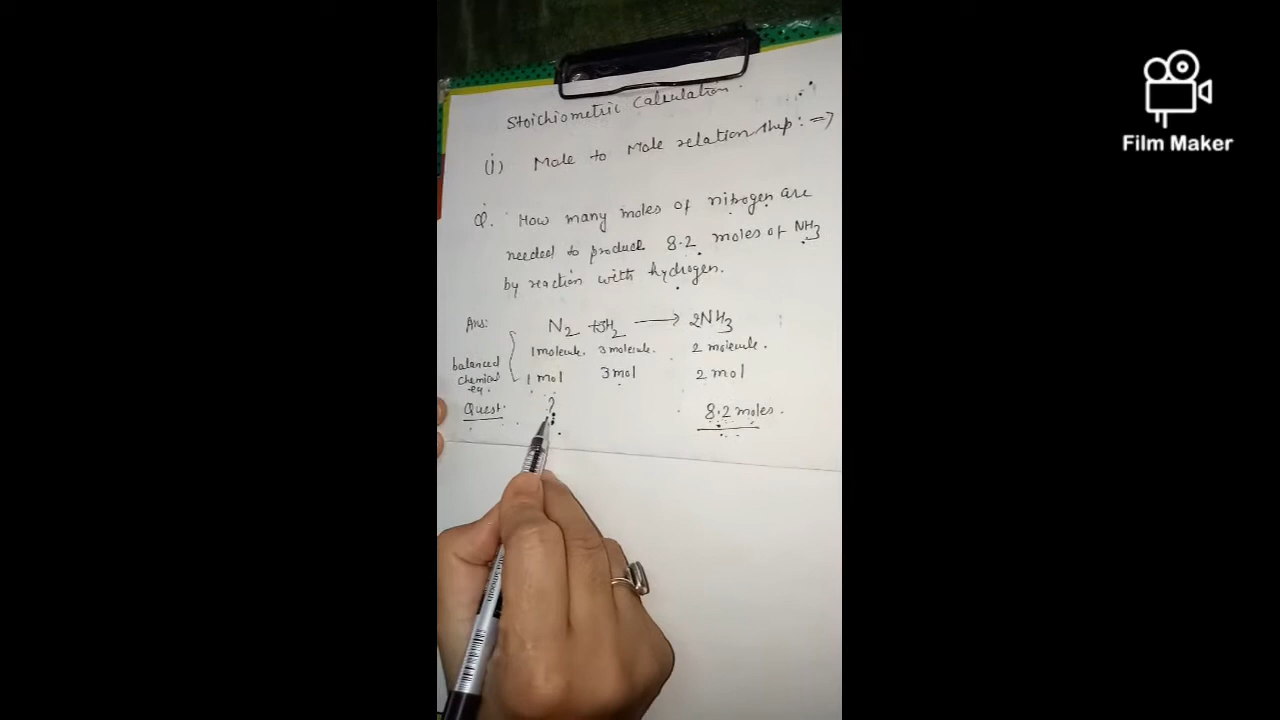 Stoichiometric Calculation.
(i) Mole to Mole relationship: =>
Q. How many moles of nitrogen are
needed to produce 8.2 moles of NH3
by reaction with hydrogen.
Ans: N2 + 3H2 → 2NH3
1 molecule. 3 molecule. 2 molecule.
balanced
chemical
eq.
1 mol 3 mol 2 mol
Quest. ? 8.2 moles.
Film Maker